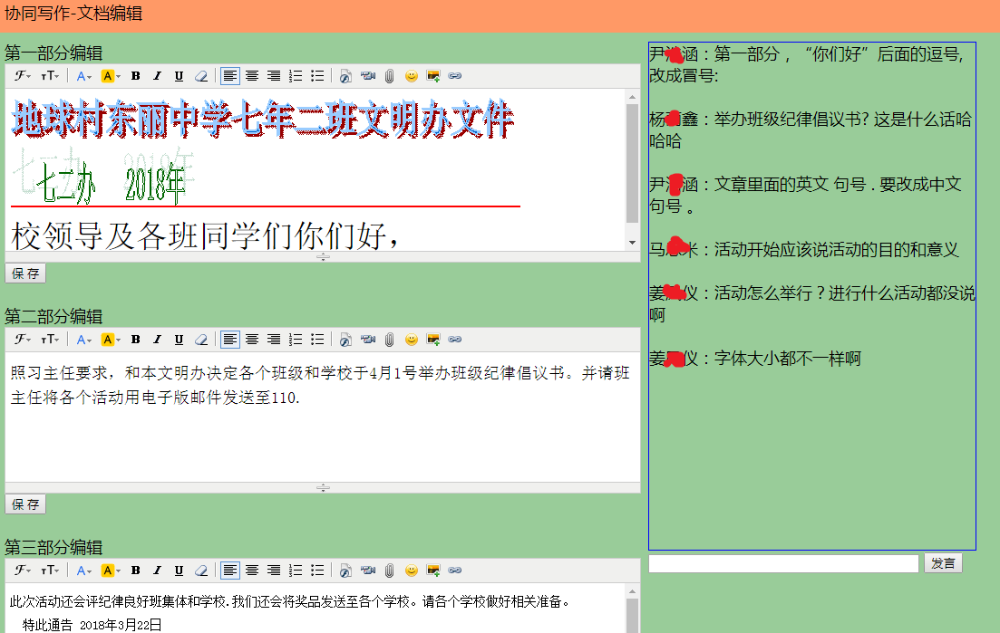 协同写作-文档编辑
第一部分编辑
地球村东丽中学七年二班文明办文件
七二办 2018年
校领导及各班同学们你们好，
保 存
第二部分编辑
照习主任要求，和本文明办决定各个班级和学校于4月1号举办班级纪律倡议书。并请班
主任将各个活动用电子版邮件发送至110.
保 存
第三部分编辑
此次活动还会评纪律良好班集体和学校.我们还会将奖品发送至各个学校。请各个学校做好相关准备。
特此通告 2018年3月22日
尹 涵：第一部分，“你们好”后面的逗号,
改成冒号:
杨 鑫：举办班级纪律倡议书? 这是什么话哈
哈哈
尹 涵：文章里面的英文 句号 . 要改成中文
句号 。
马 米：活动开始应该说活动的目的和意义
姜 仪：活动怎么举行？进行什么活动都没说
啊
姜 仪：字体大小都不一样啊
发言